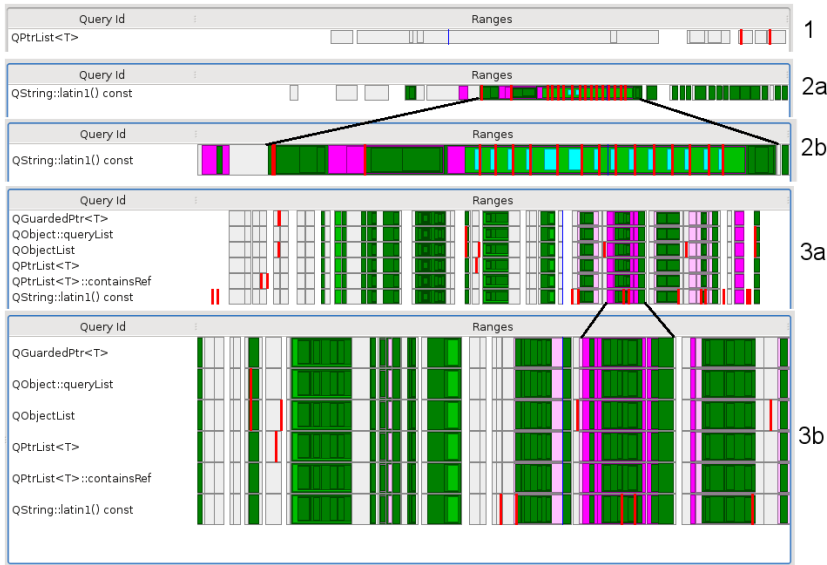 Query Id Ranges
QPtrList<T>
1
Query Id Ranges
QString::latin1() const
2a
Query Id Ranges
QString::latin1() const
2b
Query Id Ranges
QGuardedPtr<T>
QObject::queryList
QObjectList
QPtrList<T>
QPtrList<T>::containsRef
QString::latin1() const
3a
Query Id Ranges
QGuardedPtr<T>
QObject::queryList
QObjectList
QPtrList<T>
QPtrList<T>::containsRef
QString::latin1() const
3b